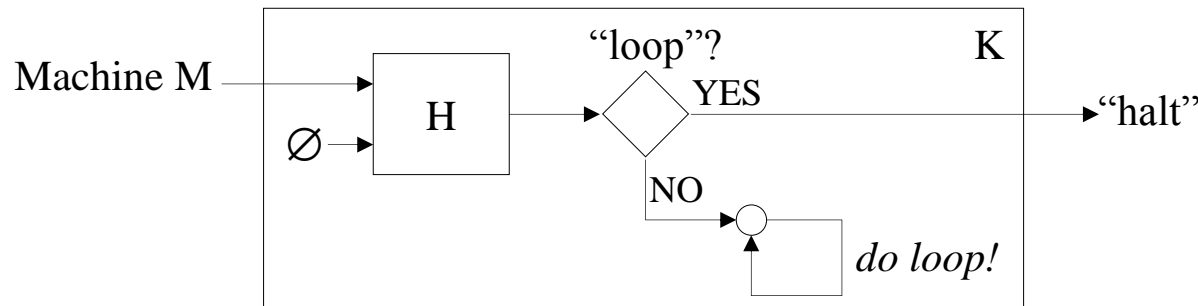 “loop”?
K
Machine M
H
YES
“halt”
∅
NO
do loop!